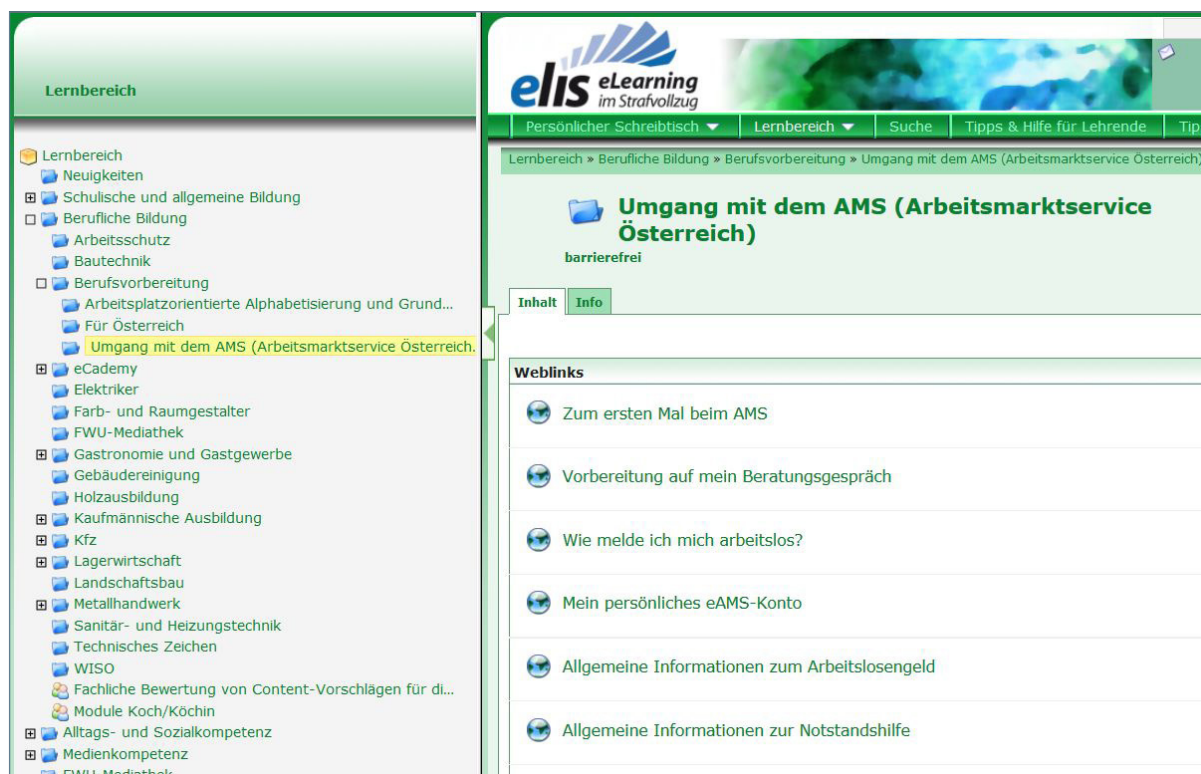 Lernbereich
Lernbereich
Neuigkeiten
Schulische und allgemeine Bildung
Berufliche Bildung
Arbeitsschutz
Bautechnik
Berufsvorbereitung
Arbeitsplatzorientierte Alphabetisierung und Grund...
Für Österreich
Umgang mit dem AMS (Arbeitsmarktservice Österreich.
eCademy
Elektriker
Farb- und Raumgestalter
FWU-Mediathek
Gastronomie und Gastgewerbe
Gebäudereinigung
Holzausbildung
Kaufmännische Ausbildung
Kfz
Lagerwirtschaft
Landschaftsbau
Metallhandwerk
Sanitär- und Heizungstechnik
Technisches Zeichen
WISO
Fachliche Bewertung von Content-Vorschlägen für di...
Module Koch/Köchin
Alltags- und Sozialkompetenz
Medienkompetenz
FWU-Mediathek
elis eLearning
im Strafvollzug
Persönlicher Schreibtisch Lernbereich Suche Tipps & Hilfe für Lehrende Tip
Lernbereich » Berufliche Bildung » Berufsvorbereitung » Umgang mit dem AMS (Arbeitsmarktservice Österreich)
Umgang mit dem AMS (Arbeitsmarktservice
Österreich)
barrierefrei
Inhalt Info
Weblinks
Zum ersten Mal beim AMS
Vorbereitung auf mein Beratungsgespräch
Wie melde ich mich arbeitslos?
Mein persönliches eAMS-Konto
Allgemeine Informationen zum Arbeitslosengeld
Allgemeine Informationen zur Notstandshilfe